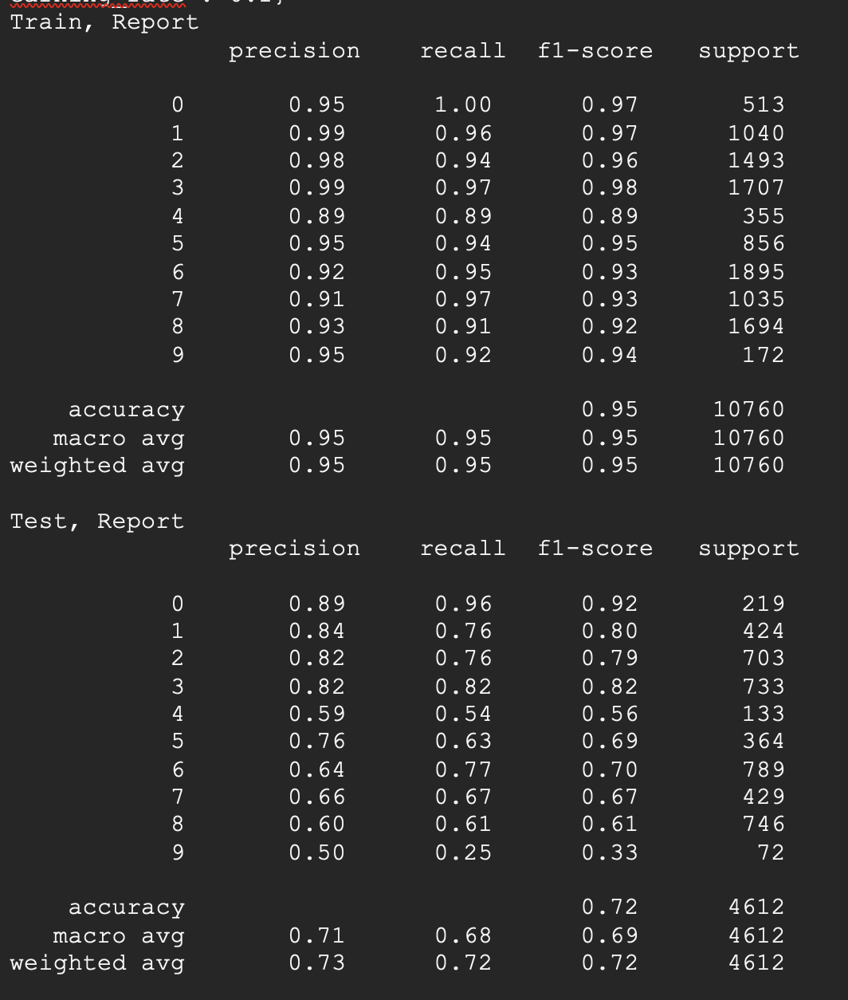 Train, Report
precision recall f1-score support
0 0.95 1.00 0.97 513
1 0.99 0.96 0.97 1040
2 0.98 0.94 0.96 1493
3 0.99 0.97 0.98 1707
4 0.89 0.89 0.89 355
5 0.95 0.94 0.95 856
6 0.92 0.95 0.93 1895
7 0.91 0.97 0.93 1035
8 0.93 0.91 0.92 1694
9 0.95 0.92 0.94 172
accuracy 0.95 10760
macro avg 0.95 0.95 0.95 10760
weighted avg 0.95 0.95 0.95 10760
Test, Report
precision recall f1-score support
0 0.89 0.96 0.92 219
1 0.84 0.76 0.80 424
2 0.82 0.76 0.79 703
3 0.82 0.82 0.82 733
4 0.59 0.54 0.56 133
5 0.76 0.63 0.69 364
6 0.64 0.77 0.70 789
7 0.66 0.67 0.67 429
8 0.60 0.61 0.61 746
9 0.50 0.25 0.33 72
accuracy 0.72 4612
macro avg 0.71 0.68 0.69 4612
weighted avg 0.73 0.72 0.72 4612